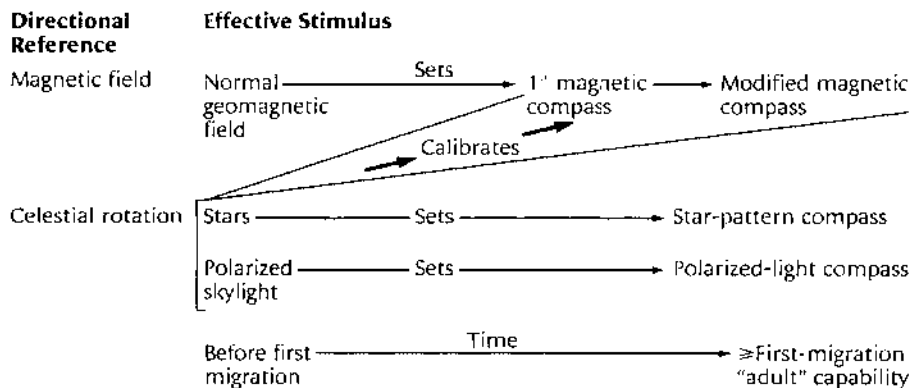 Directional Reference
Effective Stimulus
Magnetic field
Normal geomagnetic field
Sets
1° magnetic compass
Modified magnetic compass
Calibrates
Celestial rotation
Stars
Sets
Star-pattern compass
Polarized skylight
Sets
Polarized-light compass
Before first migration
Time
≥First-migration "adult" capability